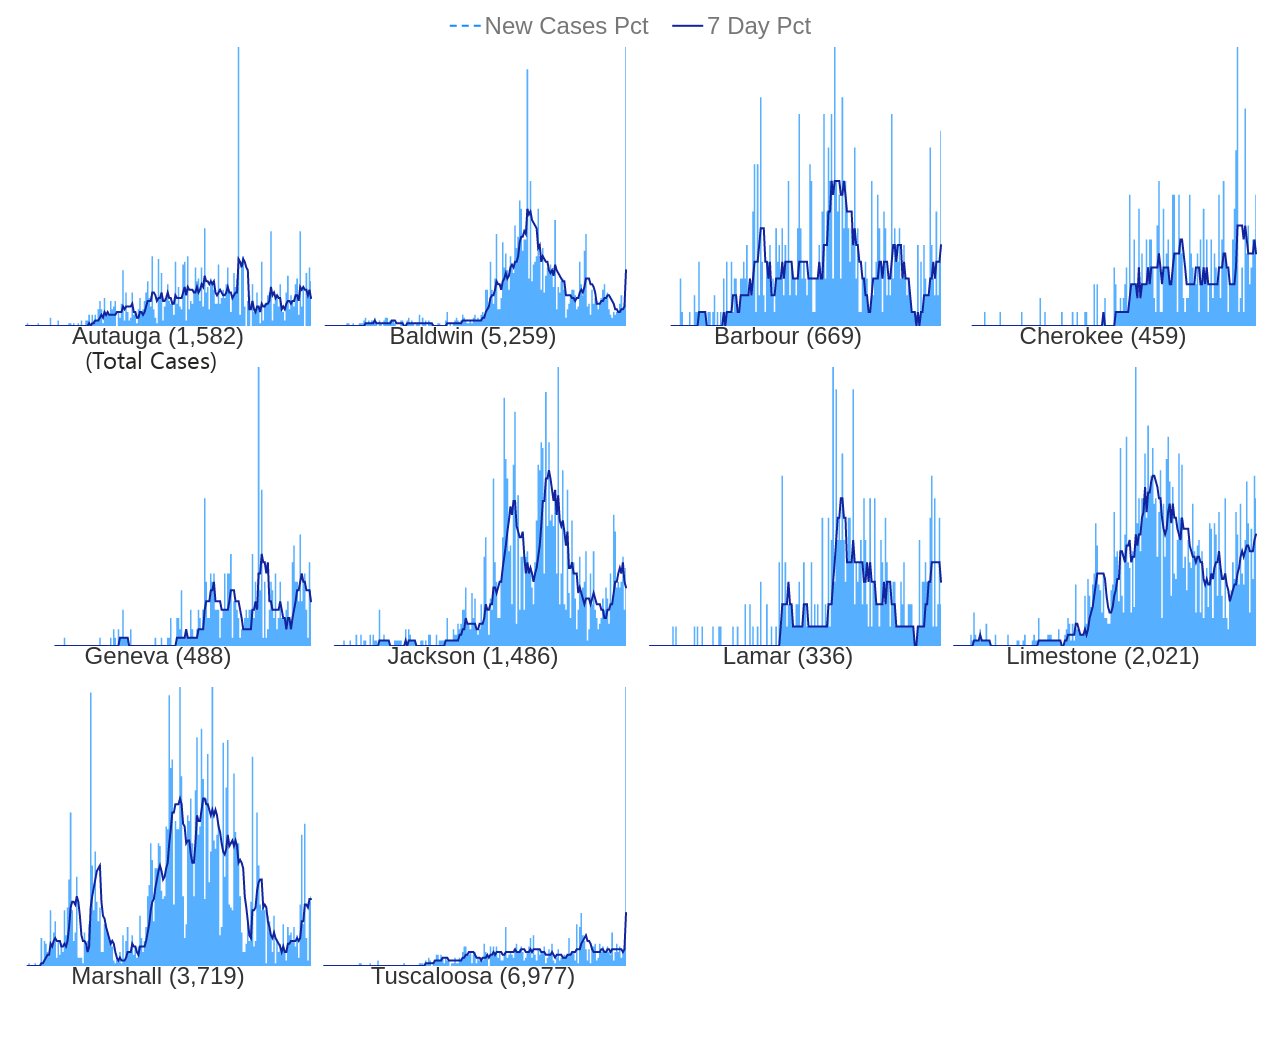 New Cases Pct 7 Day Pct
Autauga (1,582) Baldwin (5,259) Barbour (669) Cherokee (459)
(Total Cases)
Geneva (488) Jackson (1,486) Lamar (336) Limestone (2,021)
Marshall (3,719) Tuscaloosa (6,977)